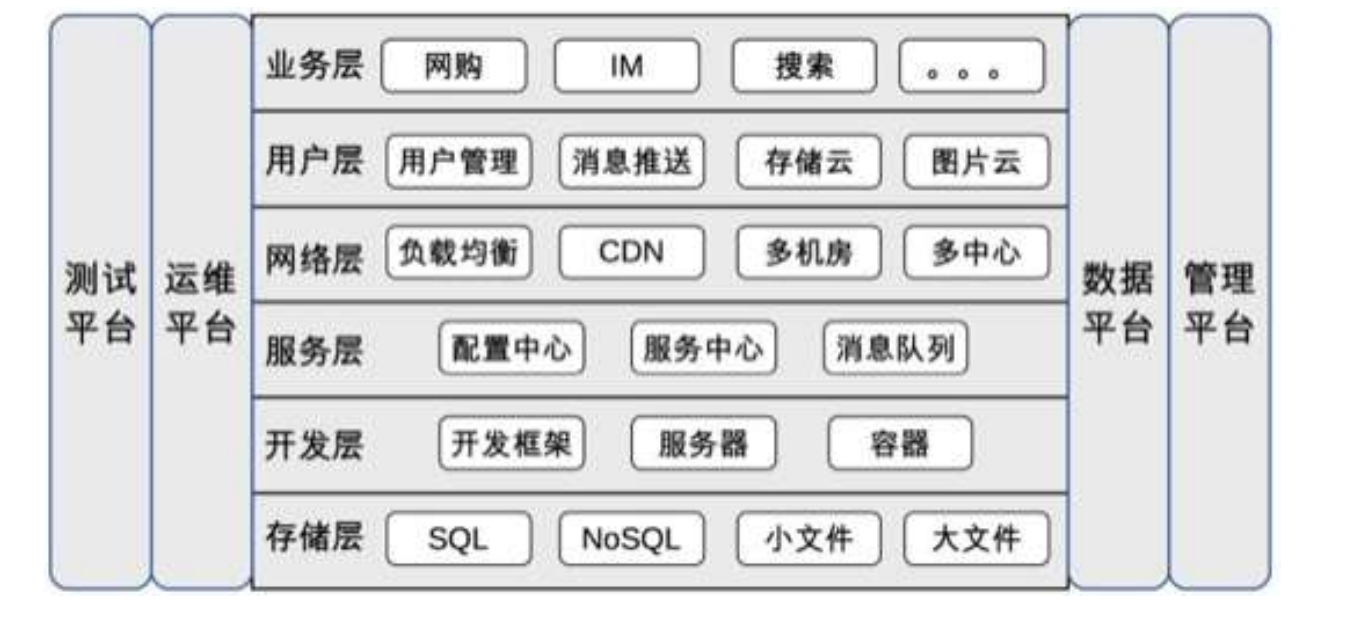 测试
平台
运维
平台
业务层 网购 IM 搜索 。。。
用户层 用户管理 消息推送 存储云 图片云
网络层 负载均衡 CDN 多机房 多中心
服务层 配置中心 服务中心 消息队列
开发层 开发框架 服务器 容器
存储层 SQL NoSQL 小文件 大文件
数据
平台
管理
平台